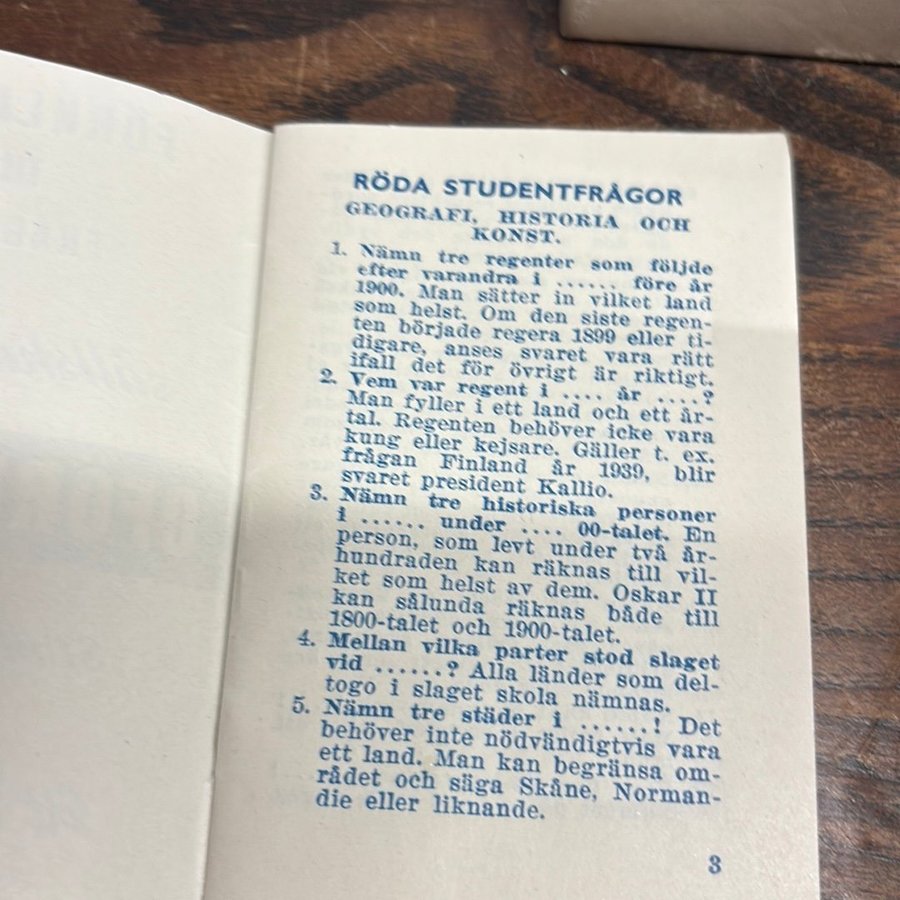 RÖDA STUDENTFRÅGOR
GEOGRAFI, HISTORIA OCH
KONST.
1. Nämn tre regenter som följde
efter varandra i ...... före år
1900. Man sätter in vilket land
som helst. Om den siste regen-
ten började regera 1899 eller ti-
digare, anses svaret vara rätt
ifall det för övrigt är riktigt.
2. Vem var regent i .... år ....?
Man fyller i ett land och ett år-
tal. Regenten behöver icke vara
kung eller kejsare. Gäller t. ex.
frågan Finland år 1939, blir
svaret president Kallio.
3. Nämn tre historiska personer
i ...... under .... 00-talet. En
person, som levt under två år-
hundraden kan räknas till vil-
ket som helst av dem. Oskar II
kan sålunda räknas både till
1800-talet och 1900-talet.
4. Mellan vilka parter stod slaget
vid ......? Alla länder som del-
togo i slaget skola nämnas.
5. Nämn tre städer i ......! Det
behöver inte nödvändigtvis vara
ett land. Man kan begränsa om-
rådet och säga Skåne, Norman-
die eller liknande.
3